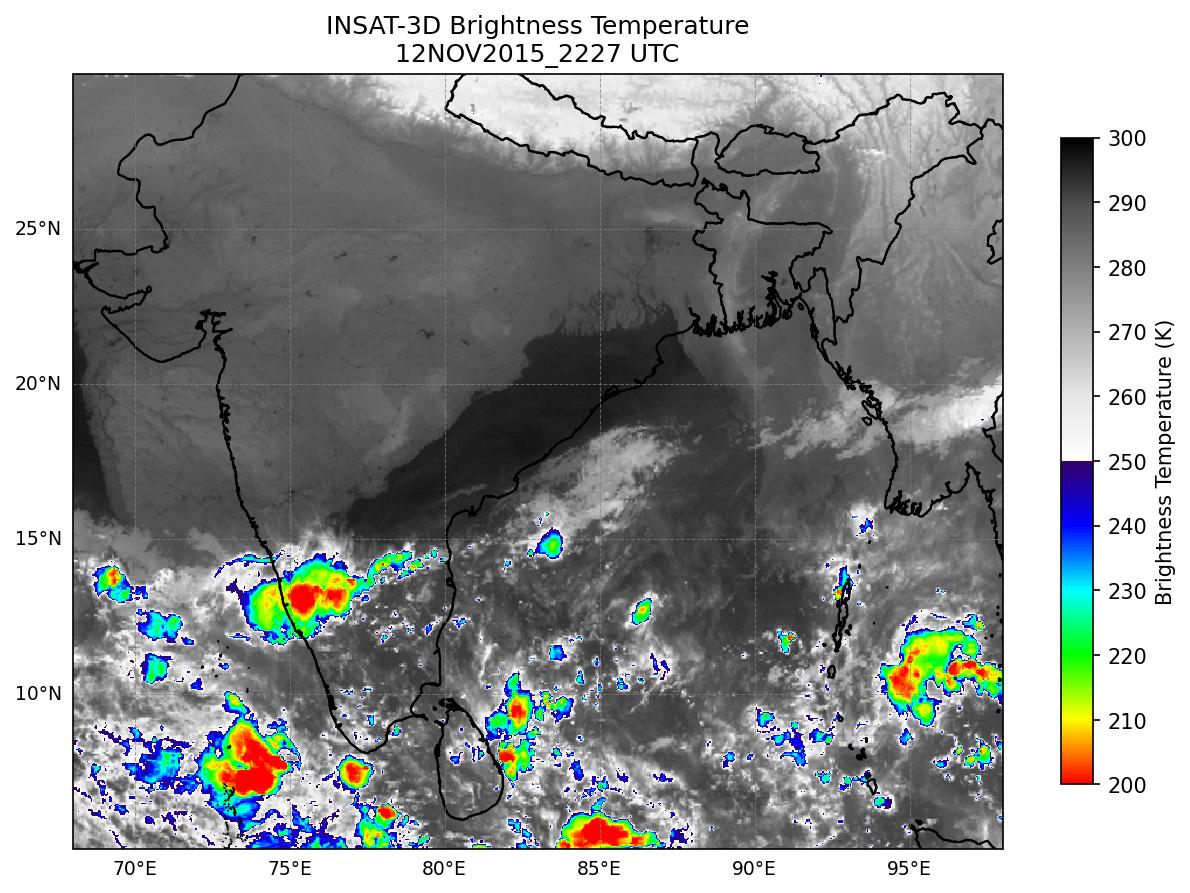 INSAT-3D Brightness Temperature
12NOV2015_2227 UTC
25°N
20°N
15°N
10°N
70°E
75°E
80°E
85°E
90°E
95°E
300
290
280
270
260
250
240
230
220
210
200
Brightness Temperature (K)